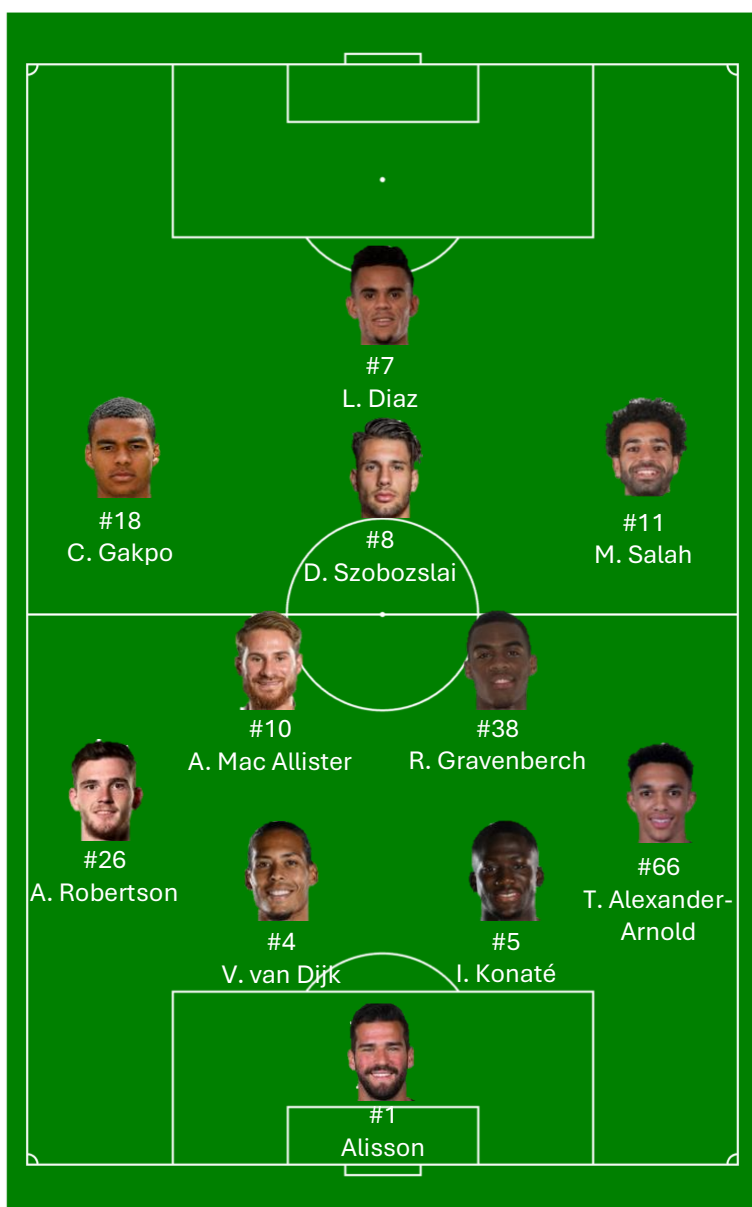 #7
L. Diaz
#18
C. Gakpo
#8
D. Szobozslai
#11
M. Salah
#10
A. Mac Allister
#38
R. Gravenberch
#26
A. Robertson
#66
T. Alexander-
Arnold
#4
V. van Dijk
#5
I. Konaté
#1
Alisson